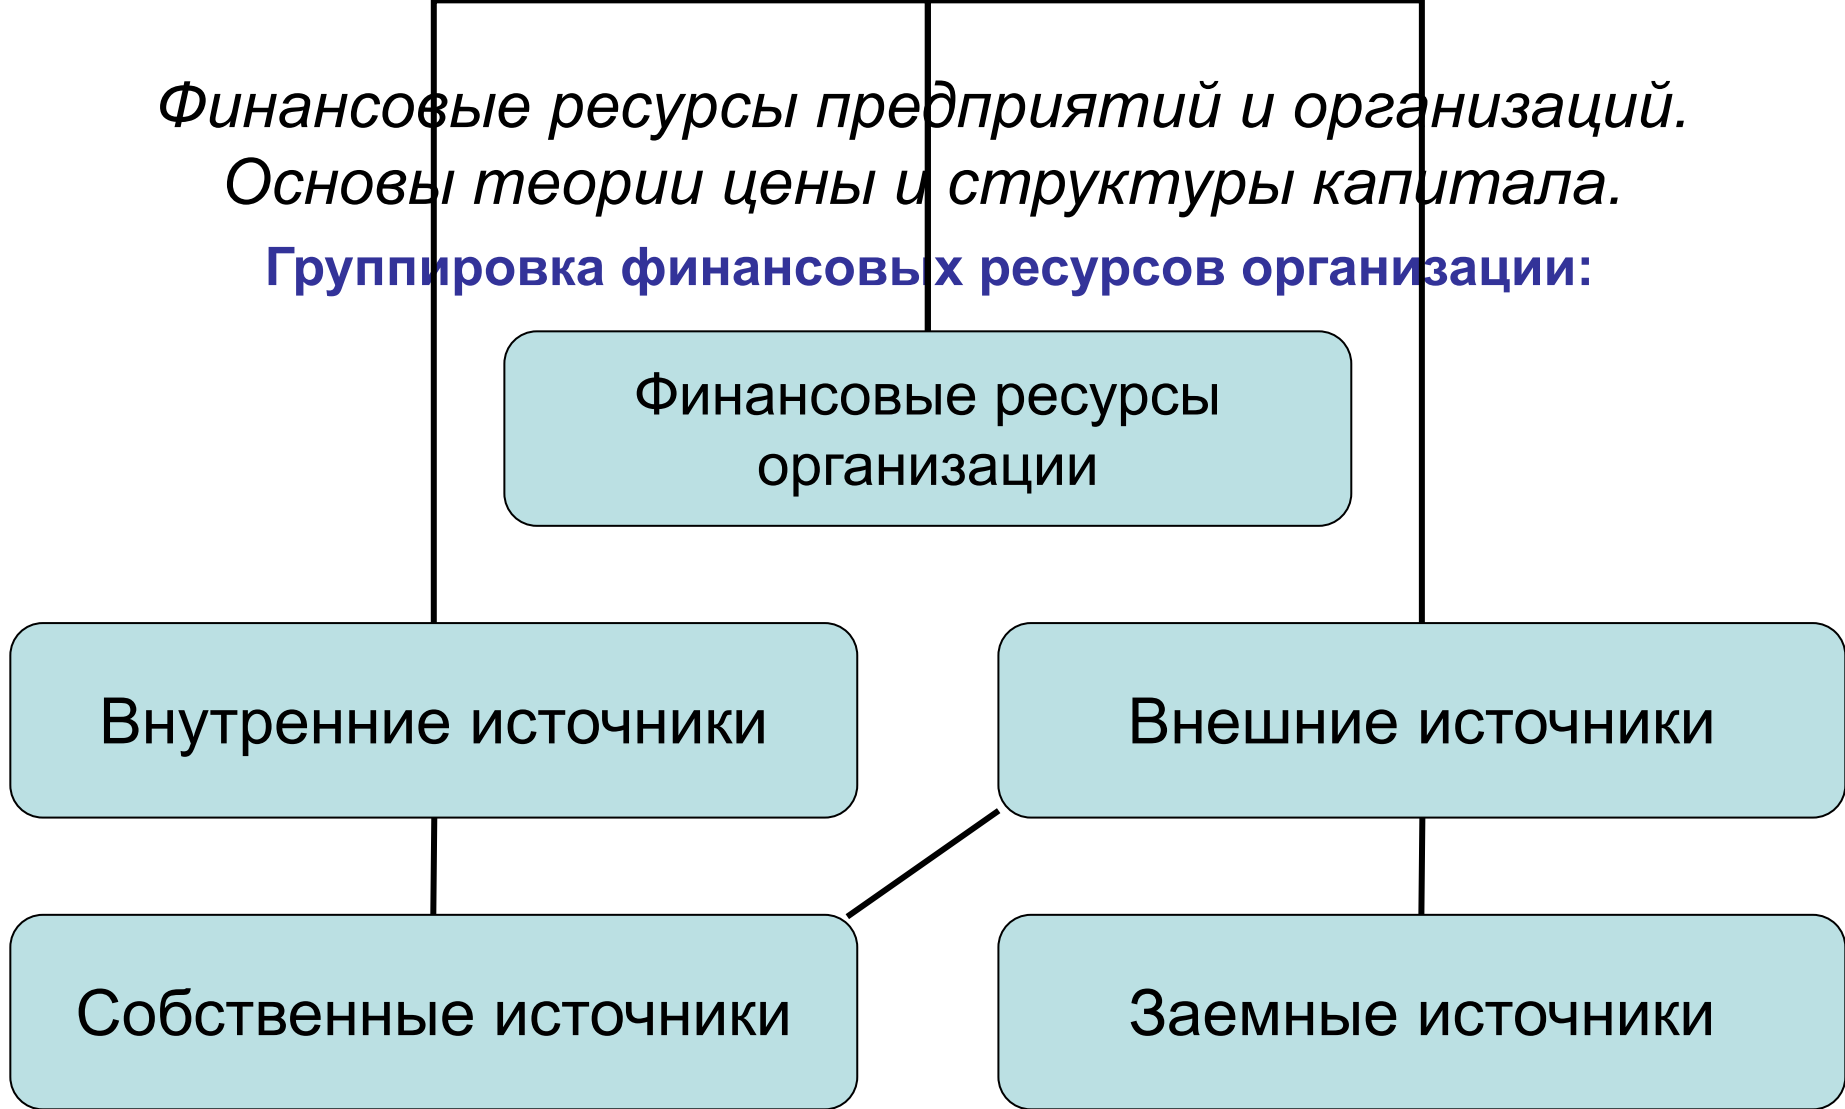 Финансовые ресурсы предприятий и организаций.
Основы теории цены и структуры капитала.
Группировка финансовых ресурсов организации:
Финансовые ресурсы
организации
Внутренние источники
Внешние источники
Собственные источники
Заемные источники